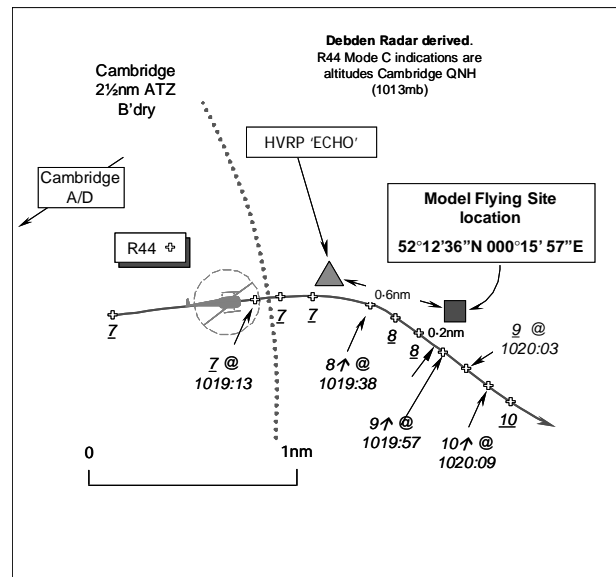 Debden Radar derived.
R44 Mode C indications are
altitudes Cambridge QNH
(1013mb)
Cambridge
2½nm ATZ
B'dry
HVRP 'ECHO'
Cambridge
A/D
Model Flying Site
location
52°12'36"N 000°15' 57"E
R44
0·6nm
0·2nm
7
7
7
8
8
7 @
1019:13
8↑ @
1019:38
9 @
1020:03
9↑ @
1019:57
10↑ @
1020:09
10
0
1nm